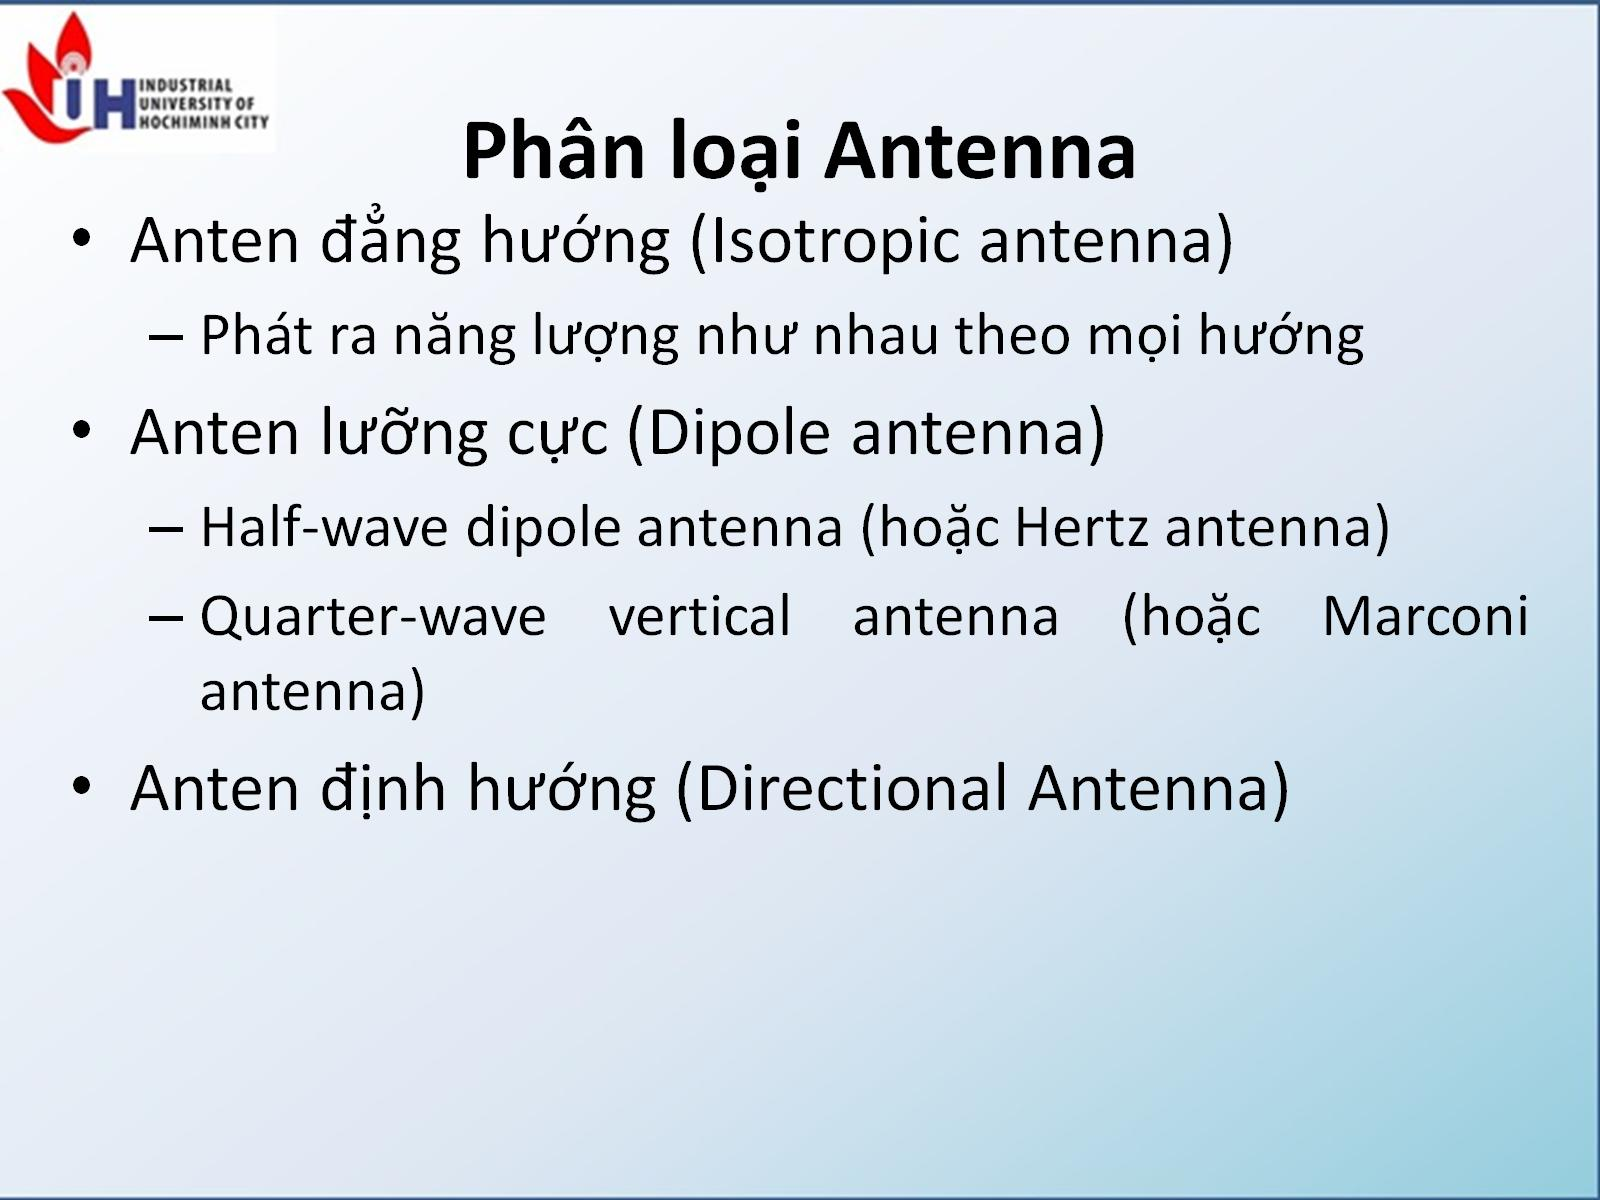 INDUSTRIAL
UNIVERSITY OF
HOCHIMINH CITY
IUH
Phân loại Antenna
• Anten đẳng hướng (Isotropic antenna)
– Phát ra năng lượng như nhau theo mọi hướng
• Anten lưỡng cực (Dipole antenna)
– Half-wave dipole antenna (hoặc Hertz antenna)
– Quarter-wave vertical antenna (hoặc Marconi
antenna)
• Anten định hướng (Directional Antenna)